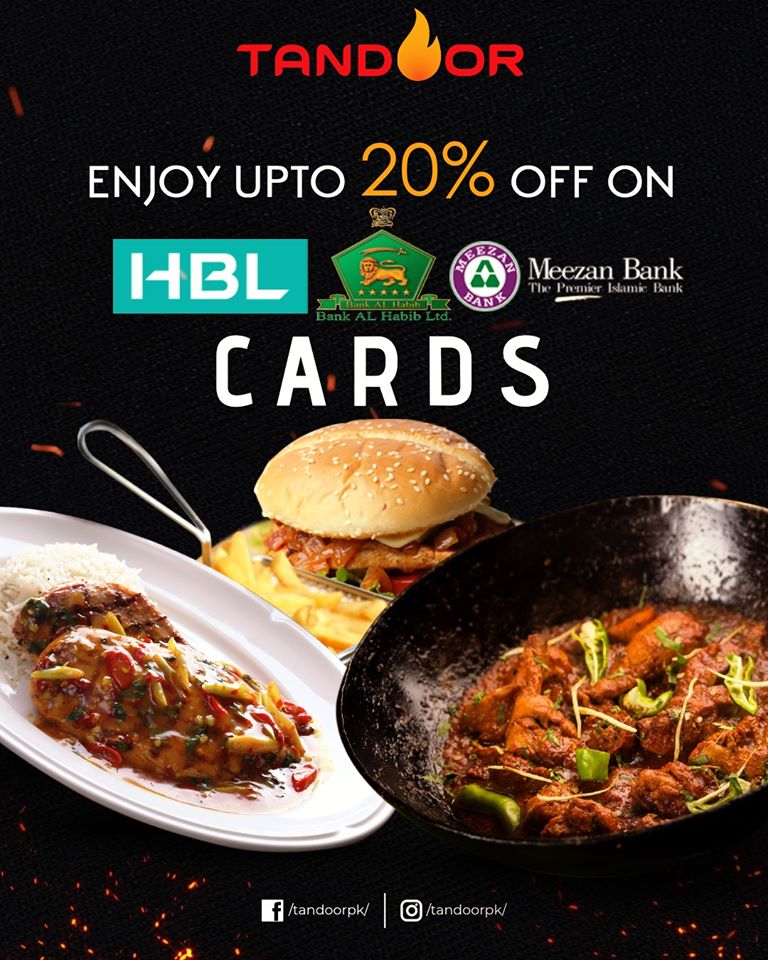 TANDOOR
ENJOY UPTO 20% OFF ON
HBL
Bank AL Habib
Bank AL Habib Ltd.
MEEZAN BANK
Meezan Bank
The Premier Islamic Bank
CARDS
/tandoorpk/ /tandoorpk/